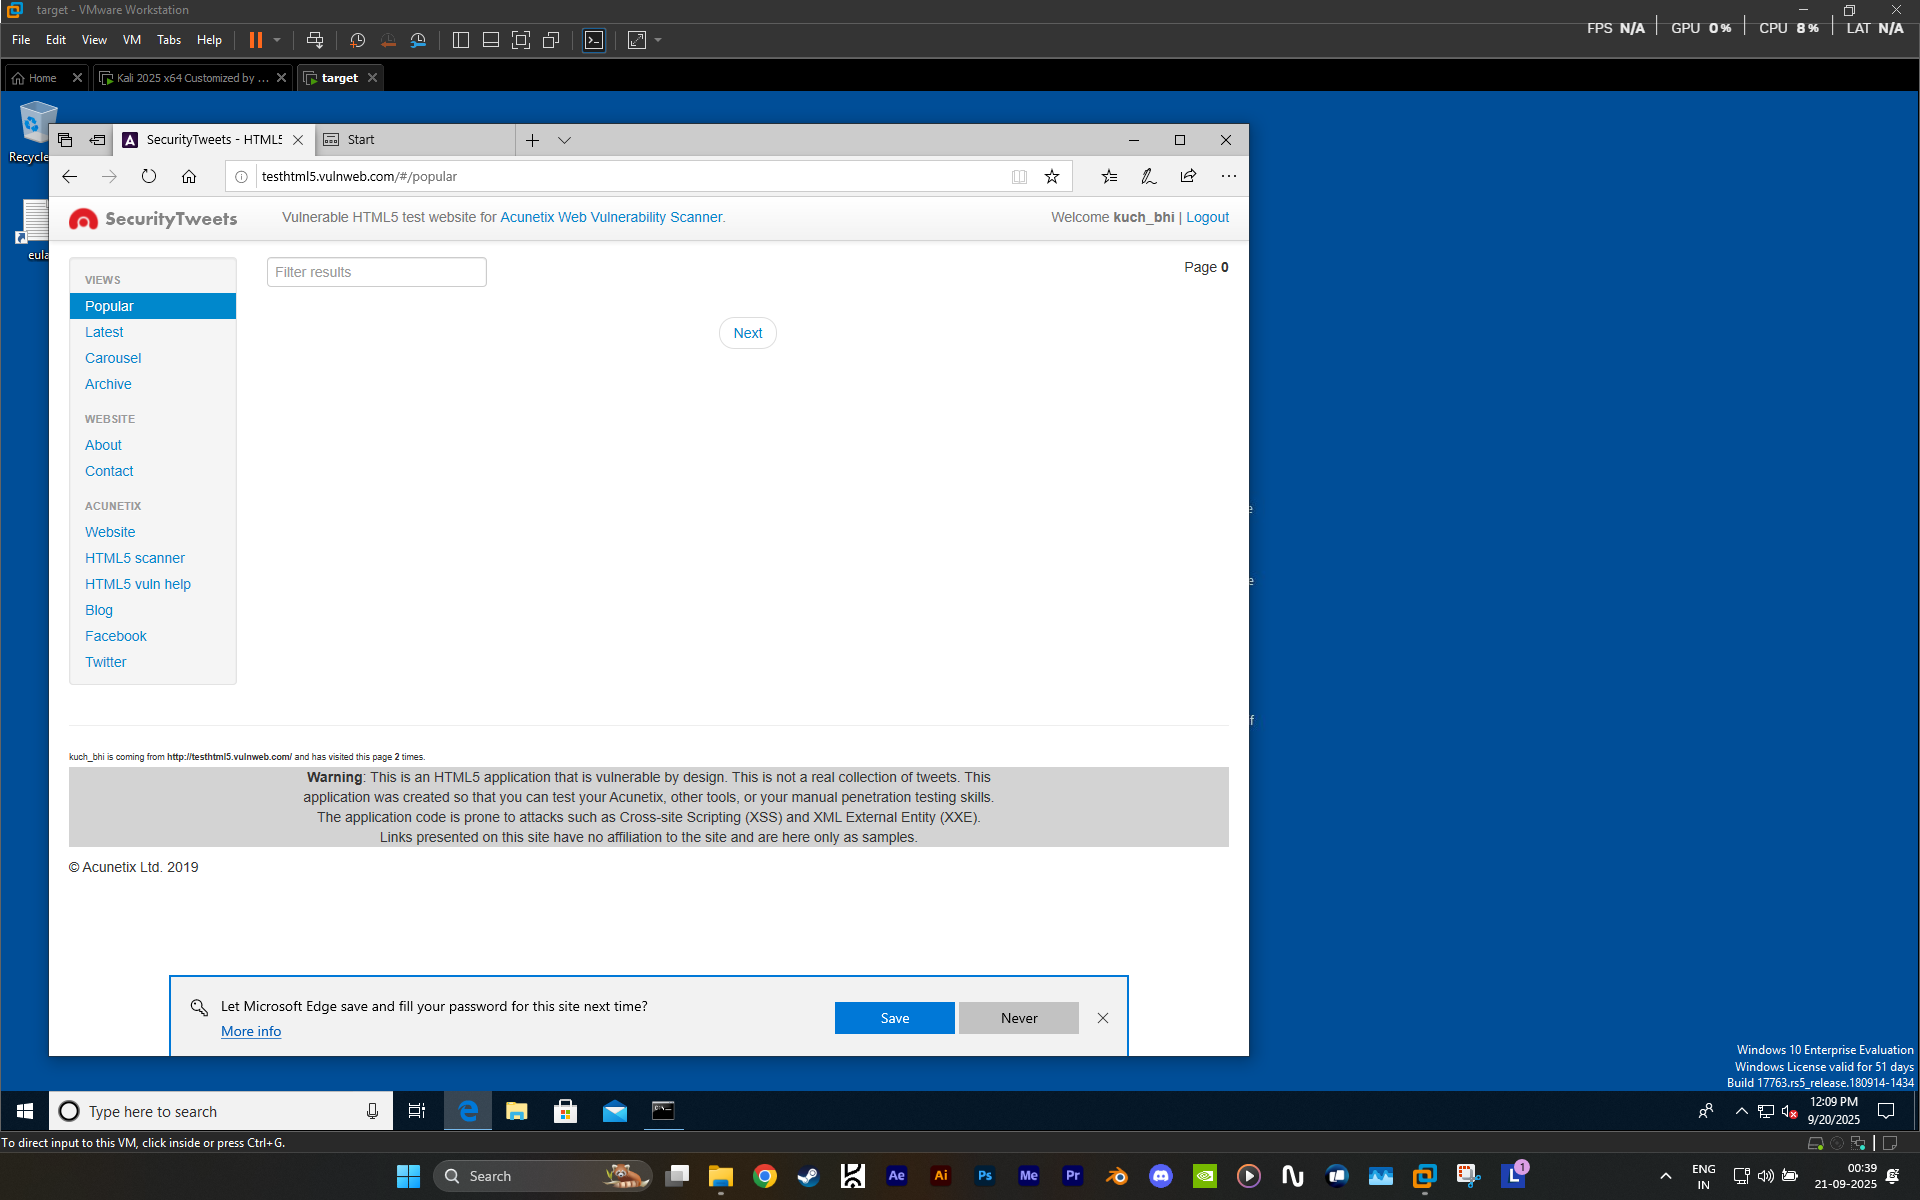 target - VMware Workstation
File Edit View VM Tabs Help
FPS N/A GPU 0 % CPU 8 % LAT N/A
Home
Kali 2025 x64 Customized by ...
target
Recycle
eula
SecurityTweets - HTML5
Start
testhtml5.vulnweb.com/#/popular
SecurityTweets
Vulnerable HTML5 test website for Acunetix Web Vulnerability Scanner.
Welcome kuch_bhi | Logout
VIEWS
Popular
Latest
Carousel
Archive
WEBSITE
About
Contact
ACUNETIX
Website
HTML5 scanner
HTML5 vuln help
Blog
Facebook
Twitter
Filter results
Page 0
Next
e
e
f
kuch_bhi is coming from http://testhtml5.vulnweb.com/ and has visited this page 2 times.
Warning: This is an HTML5 application that is vulnerable by design. This is not a real collection of tweets. This
application was created so that you can test your Acunetix, other tools, or your manual penetration testing skills.
The application code is prone to attacks such as Cross-site Scripting (XSS) and XML External Entity (XXE).
Links presented on this site have no affiliation to the site and are here only as samples.
© Acunetix Ltd. 2019
Let Microsoft Edge save and fill your password for this site next time?
More info
Save
Never
Windows 10 Enterprise Evaluation
Windows License valid for 51 days
Build 17763.rs5_release.180914-1434
Type here to search
12:09 PM
9/20/2025
To direct input to this VM, click inside or press Ctrl+G.
Search
Ae
Ai
Ps
Me
Pr
L
1
ENG
IN
00:39
21-09-2025